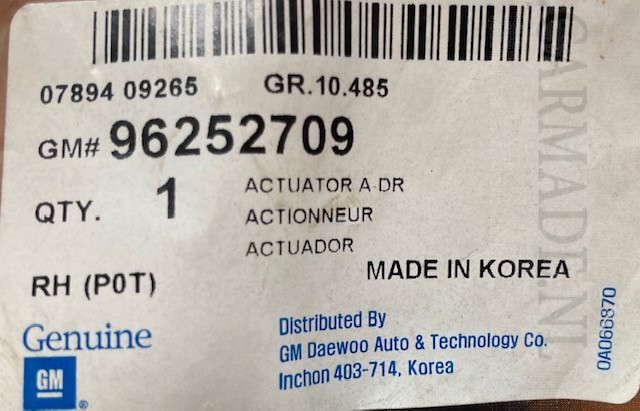 07894 09265 GR.10.485
GM# 96252709
QTY. 1
ACTUATOR A-DR
ACTIONNEUR
ACTUADOR
MADE IN KOREA
RH (P0T)
Genuine
GM
®
Distributed By
GM Daewoo Auto & Technology Co.
Inchon 403-714, Korea
0A066870
CARMADE.NL